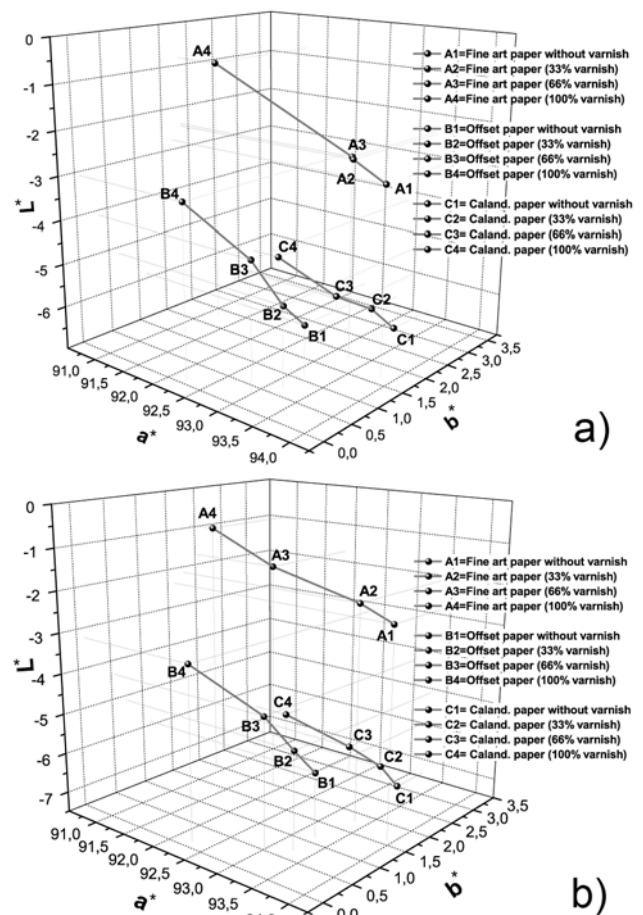 0
-1
-2
-3
-4
-5
-6
L*
A4
A3
A2
A1
B4
B3
B2
B1
C4
C3
C2
C1
A1=Fine art paper without varnish
A2=Fine art paper (33% varnish)
A3=Fine art paper (66% varnish)
A4=Fine art paper (100% varnish)
B1=Offset paper without varnish
B2=Offset paper (33% varnish)
B3=Offset paper (66% varnish)
B4=Offset paper (100% varnish)
C1=Caland. paper without varnish
C2= Caland. paper (33% varnish)
C3= Caland. paper (66% varnish)
C4= Caland. paper (100% varnish)
91,0
91,5
92,0
92,5
93,0
93,5
94,0
a*
0,0
0,5
1,0
1,5
2,0
2,5
3,0
3,5
b*
a)
0
-1
-2
-3
-4
-5
-6
-7
L*
A4
A3
A2
A1
B4
B3
B2
B1
C4
C3
C2
C1
A1=Fine art paper without varnish
A2=Fine art paper (33% varnish)
A3=Fine art paper (66% varnish)
A4=Fine art paper (100% varnish)
B1=Offset paper without varnish
B2=Offset paper (33% varnish)
B3=Offset paper (66% varnish)
B4=Offset paper (100% varnish)
C1= Caland. paper without varnish
C2= Caland. paper (33% varnish)
C3= Caland. paper (66% varnish)
C4= Caland. paper (100% varnish)
91,0
91,5
92,0
92,5
93,0
93,5
a*
0,5
1,0
1,5
2,0
2,5
3,0
3,5
b*
b)